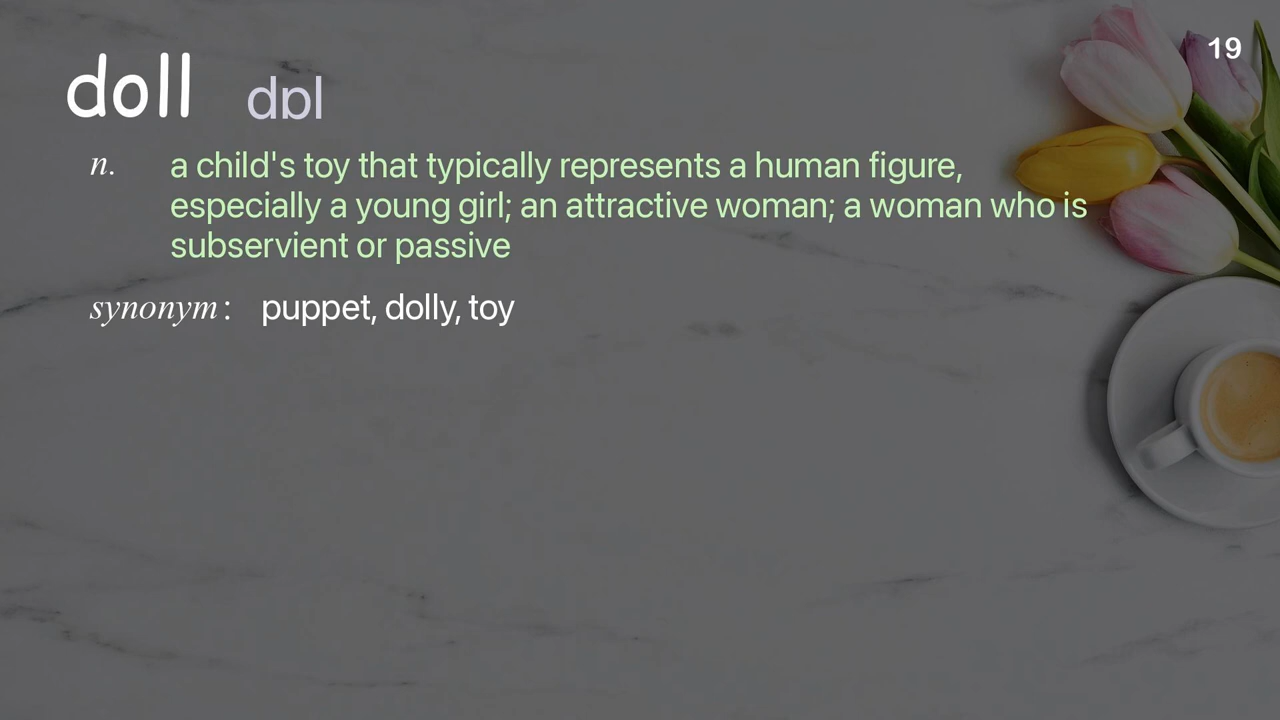 19
doll dɒl
n. a child's toy that typically represents a human figure,
especially a young girl; an attractive woman; a woman who is
subservient or passive
synonym: puppet, dolly, toy